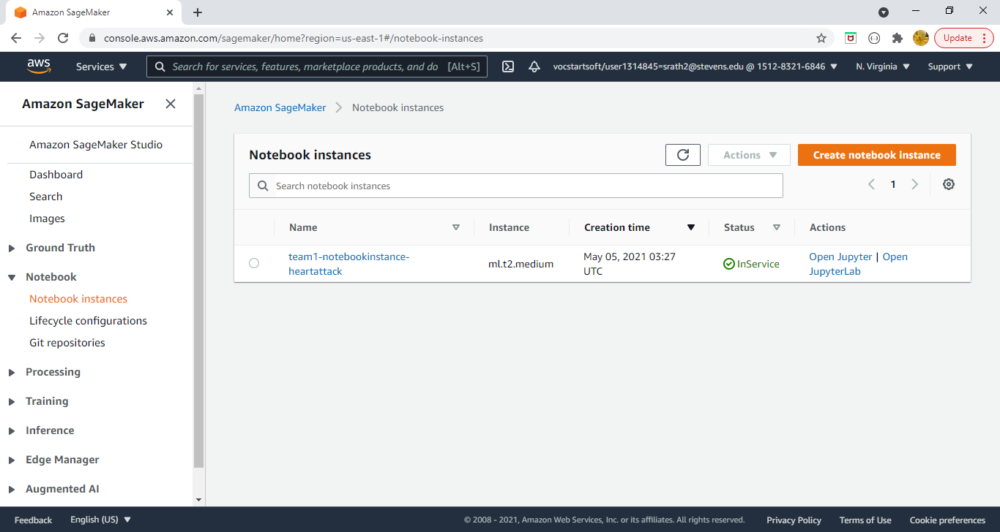 Amazon SageMaker
console.aws.amazon.com/sagemaker/home?region=us-east-1#/notebook-instances
Update
aws
Services
Search for services, features, marketplace products, and do [Alt+S]
vocstartsoft/user1314845=srath2@stevens.edu @ 1512-8321-6846
N. Virginia
Support
Amazon SageMaker
Amazon SageMaker Studio
Dashboard
Search
Images
Ground Truth
Notebook
Notebook instances
Lifecycle configurations
Git repositories
Processing
Training
Inference
Edge Manager
Augmented AI
Amazon SageMaker > Notebook instances
Notebook instances
Actions
Create notebook instance
Search notebook instances
1
Name Instance Creation time Status Actions
team1-notebookinstance-
heartattack
ml.t2.medium
May 05, 2021 03:27
UTC
InService
Open Jupyter | Open
JupyterLab
Feedback
English (US)
© 2008 - 2021, Amazon Web Services, Inc. or its affiliates. All rights reserved.
Privacy Policy
Terms of Use
Cookie preferences